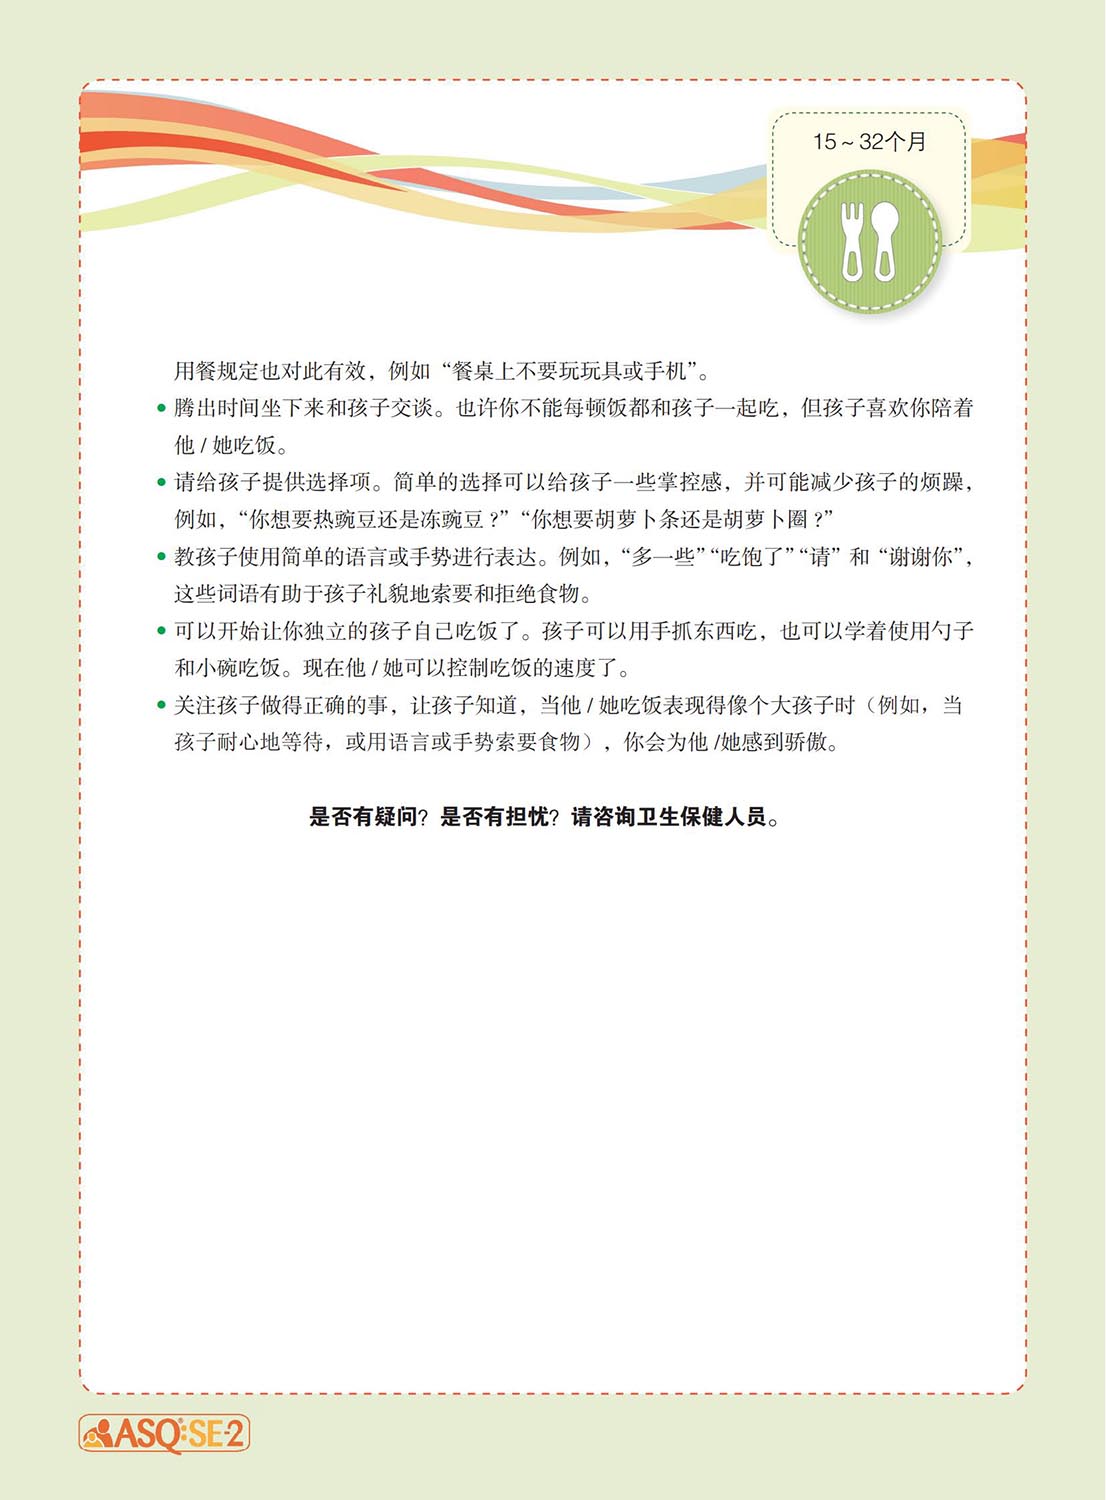 15～32个月
用餐规定也对此有效，例如“餐桌上不要玩玩具或手机”。
● 腾出时间坐下来和孩子交谈。也许你不能每顿饭都和孩子一起吃，但孩子喜欢你陪着
他 / 她吃饭。
● 请给孩子提供选择项。简单的选择可以给孩子一些掌控感，并可能减少孩子的烦躁，
例如，“你想要热豌豆还是冻豌豆？”“你想要胡萝卜条还是胡萝卜圈？”
● 教孩子使用简单的语言或手势进行表达。例如，“多一些”“吃饱了”“请” 和 “谢谢你”，
这些词语有助于孩子礼貌地索要和拒绝食物。
● 可以开始让你独立的孩子自己吃饭了。孩子可以用手抓东西吃，也可以学着使用勺子
和小碗吃饭。现在他 / 她可以控制吃饭的速度了。
● 关注孩子做得正确的事，让孩子知道，当他 / 她吃饭表现得像个大孩子时（例如，当
孩子耐心地等待，或用语言或手势索要食物），你会为他 /她感到骄傲。
是否有疑问？是否有担忧？请咨询卫生保健人员。
ASQ®:SE-2